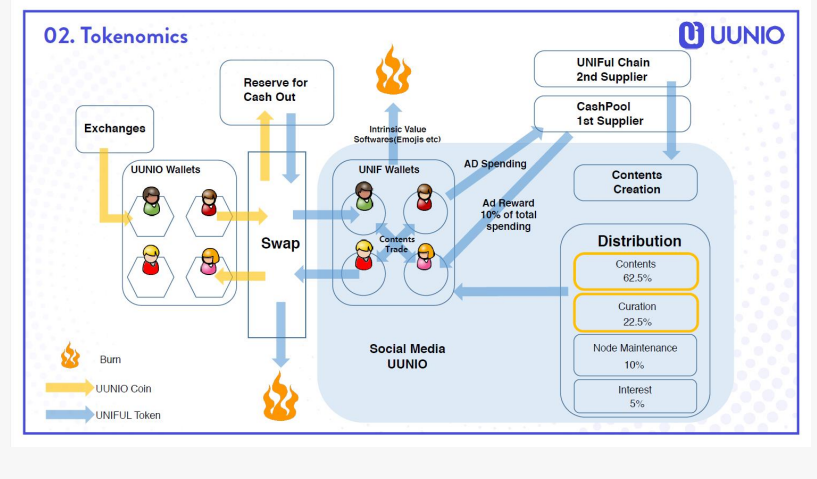 02. Tokenomics
UUNIO
Reserve for
Cash Out
UNIFul Chain
2nd Supplier
CashPool
1st Supplier
Exchanges
Intrinsic Value
Softwares(Emojis etc)
UUNIO Wallets
UNIF Wallets
AD Spending
Contents
Creation
Ad Reward
10% of total
spending
Swap
Contents
Trade
Distribution
Contents
62.5%
Curation
22.5%
Node Maintenance
10%
Interest
5%
Social Media
UUNIO
Burn
UUNIO Coin
UNIFUL Token